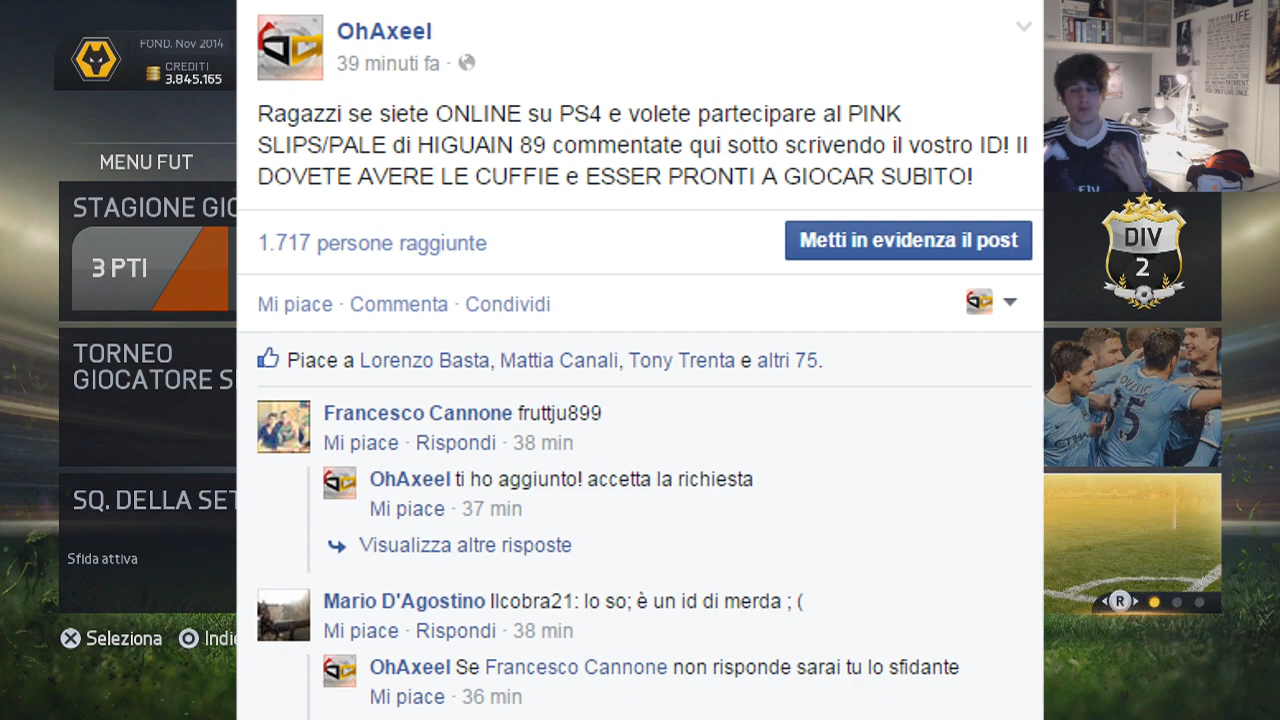 FOND. Nov 2014
CREDITI
3.845.165
MENU FUT
STAGIONE GIO
3 PTI
TORNEO
GIOCATORE S
SQ. DELLA SET
Sfida attiva
Seleziona
Indie
OhAxeel
39 minuti fa ·
Ragazzi se siete ONLINE su PS4 e volete partecipare al PINK
SLIPS/PALE di HIGUAIN 89 commentate qui sotto scrivendo il vostro ID! II
DOVETE AVERE LE CUFFIE e ESSER PRONTI A GIOCAR SUBITO!
1.717 persone raggiunte
Metti in evidenza il post
Mi piace · Commenta · Condividi
Piace a Lorenzo Basta, Mattia Canali, Tony Trenta e altri 75.
Francesco Cannone fruttju899
Mi piace · Rispondi · 38 min
OhAxeel ti ho aggiunto! accetta la richiesta
Mi piace · 37 min
Visualizza altre risposte
Mario D'Agostino Ilcobra21: lo so; è un id di merda ; (
Mi piace · Rispondi · 38 min
OhAxeel Se Francesco Cannone non risponde sarai tu lo sfidante
Mi piace · 36 min
LIFE.
DIV
2
15
R